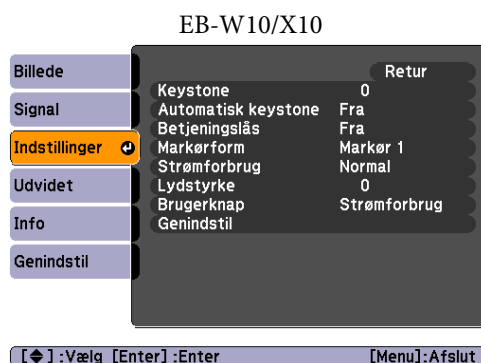 EB-W10/X10
Billede
Signal
Indstillinger
Udvidet
Info
Genindstil
Retur
Keystone 0
Automatisk keystone Fra
Betjeningslås Fra
Markørform Markør 1
Strømforbrug Normal
Lydstyrke 0
Brugerknap Strømforbrug
Genindstil
[◆] :Vælg [Enter] :Enter [Menu]:Afslut